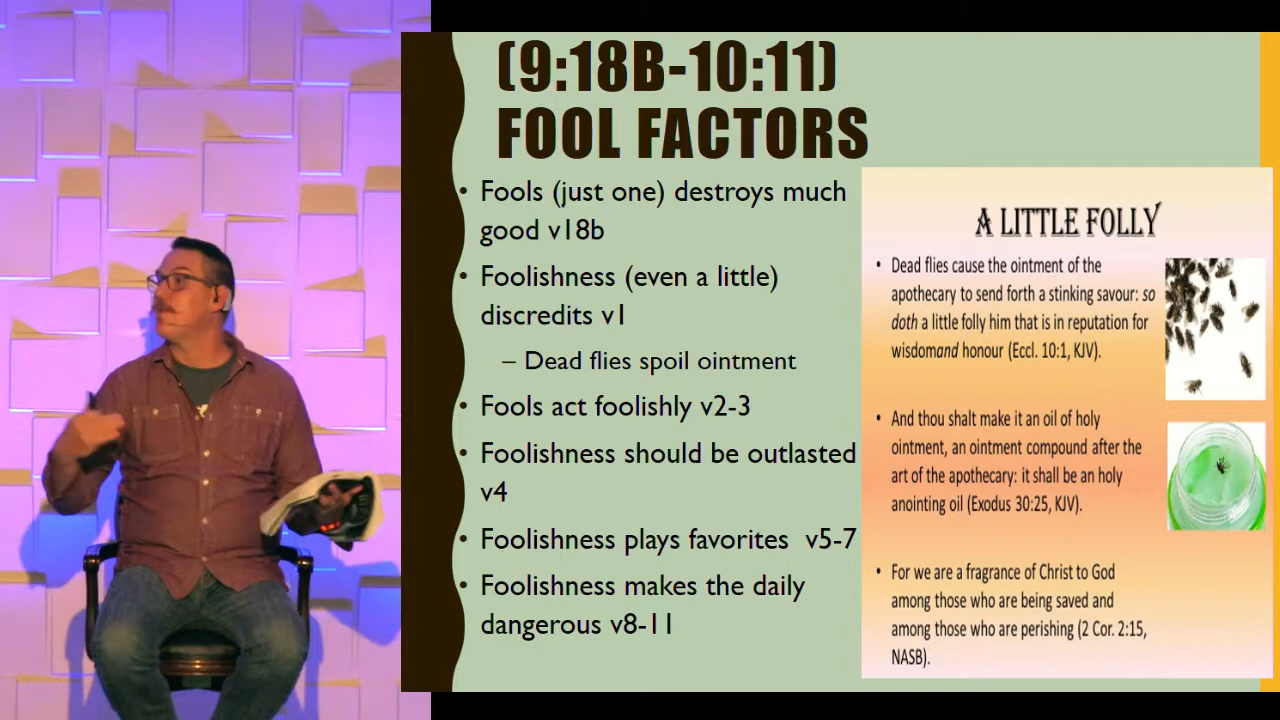 (9:18B-10:11)
FOOL FACTORS
• Fools (just one) destroys much
good v18b
• Foolishness (even a little)
discredits v1
– Dead flies spoil ointment
• Fools act foolishly v2-3
• Foolishness should be outlasted
v4
• Foolishness plays favorites v5-7
• Foolishness makes the daily
dangerous v8-11
A LITTLE FOLLY
• Dead flies cause the ointment of the
apothecary to send forth a stinking savour: so
doth a little folly him that is in reputation for
wisdomand honour (Eccl. 10:1, KJV).
• And thou shalt make it an oil of holy
ointment, an ointment compound after the
art of the apothecary: it shall be an holy
anointing oil (Exodus 30:25, KJV).
• For we are a fragrance of Christ to God
among those who are being saved and
among those who are perishing (2 Cor. 2:15,
NASB).